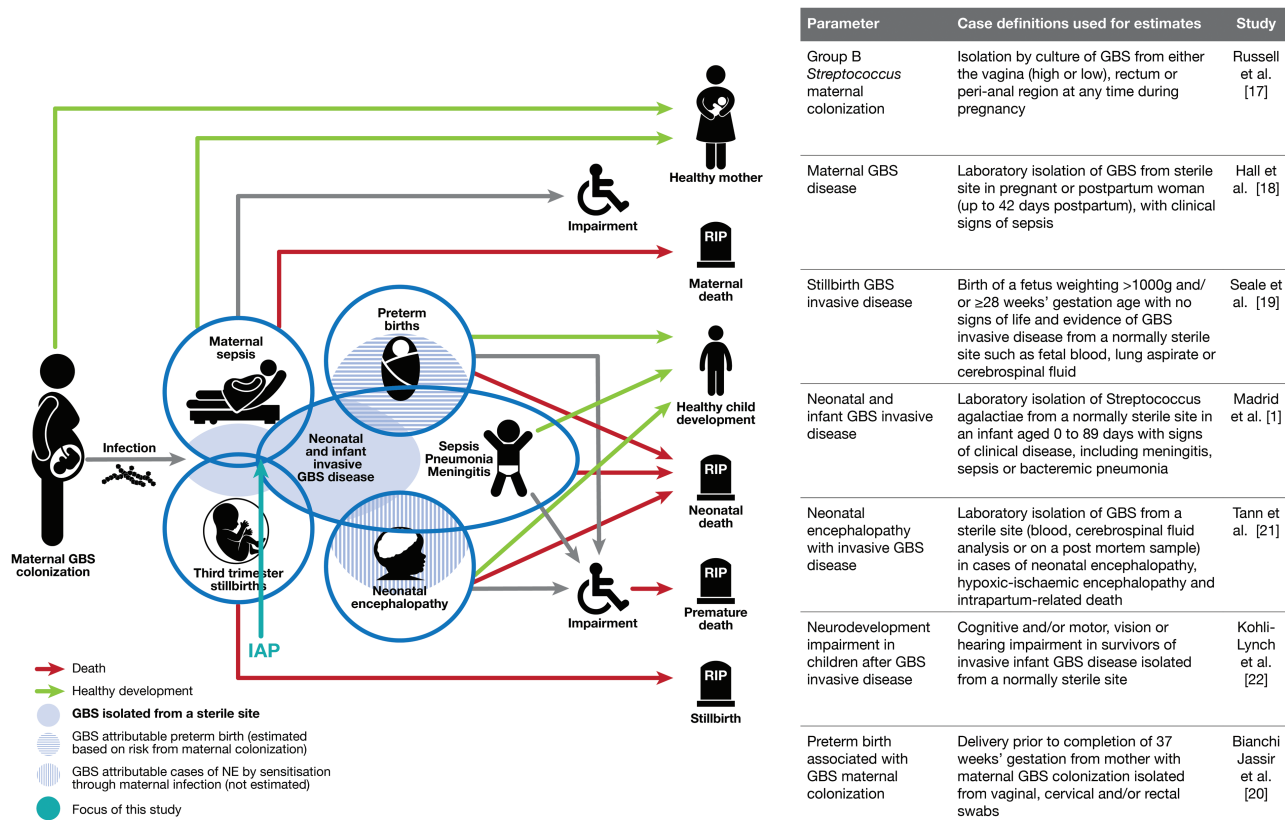 Healthy mother
Impairment
RIP
Maternal
death
Preterm
births
Maternal
sepsis
Healthy child
development
Neonatal
and infant
invasive
GBS disease
Sepsis
Pneumonia
Meningitis
Infection
RIP
Neonatal
death
Maternal GBS
colonization
Third trimester
stillbirths
Neonatal
encephalopathy
Impairment
RIP
Premature
death
IAP
RIP
Stillbirth
Death
Healthy development
GBS isolated from a sterile site
GBS attributable preterm birth (estimated
based on risk from maternal colonization)
GBS attributable cases of NE by sensitisation
through maternal infection (not estimated)
Focus of this study
Parameter Case definitions used for estimates Study
Group B Isolation by culture of GBS from either Russell
Streptococcus the vagina (high or low), rectum or et al.
maternal peri-anal region at any time during [17]
colonization pregnancy
Maternal GBS Laboratory isolation of GBS from sterile Hall et
disease site in pregnant or postpartum woman al. [18]
(up to 42 days postpartum), with clinical
signs of sepsis
Stillbirth GBS Birth of a fetus weighting >1000g and/ Seale et
invasive disease or ≥28 weeks' gestation age with no al. [19]
signs of life and evidence of GBS
invasive disease from a normally sterile
site such as fetal blood, lung aspirate or
cerebrospinal fluid
Neonatal and Laboratory isolation of Streptococcus Madrid
infant GBS invasive agalactiae from a normally sterile site in et al. [1]
disease an infant aged 0 to 89 days with signs
of clinical disease, including meningitis,
sepsis or bacteremic pneumonia
Neonatal Laboratory isolation of GBS from a Tann et
encephalopathy sterile site (blood, cerebrospinal fluid al. [21]
with invasive GBS analysis or on a post mortem sample)
disease in cases of neonatal encephalopathy,
hypoxic-ischaemic encephalopathy and
intrapartum-related death
Neurodevelopment Cognitive and/or motor, vision or Kohli-
impairment in hearing impairment in survivors of Lynch
children after GBS invasive infant GBS disease isolated et al.
invasive disease from a normally sterile site [22]
Preterm birth Delivery prior to completion of 37 Bianchi
associated with weeks' gestation from mother with Jassir
GBS maternal maternal GBS colonization isolated et al.
colonization from vaginal, cervical and/or rectal [20]
swabs